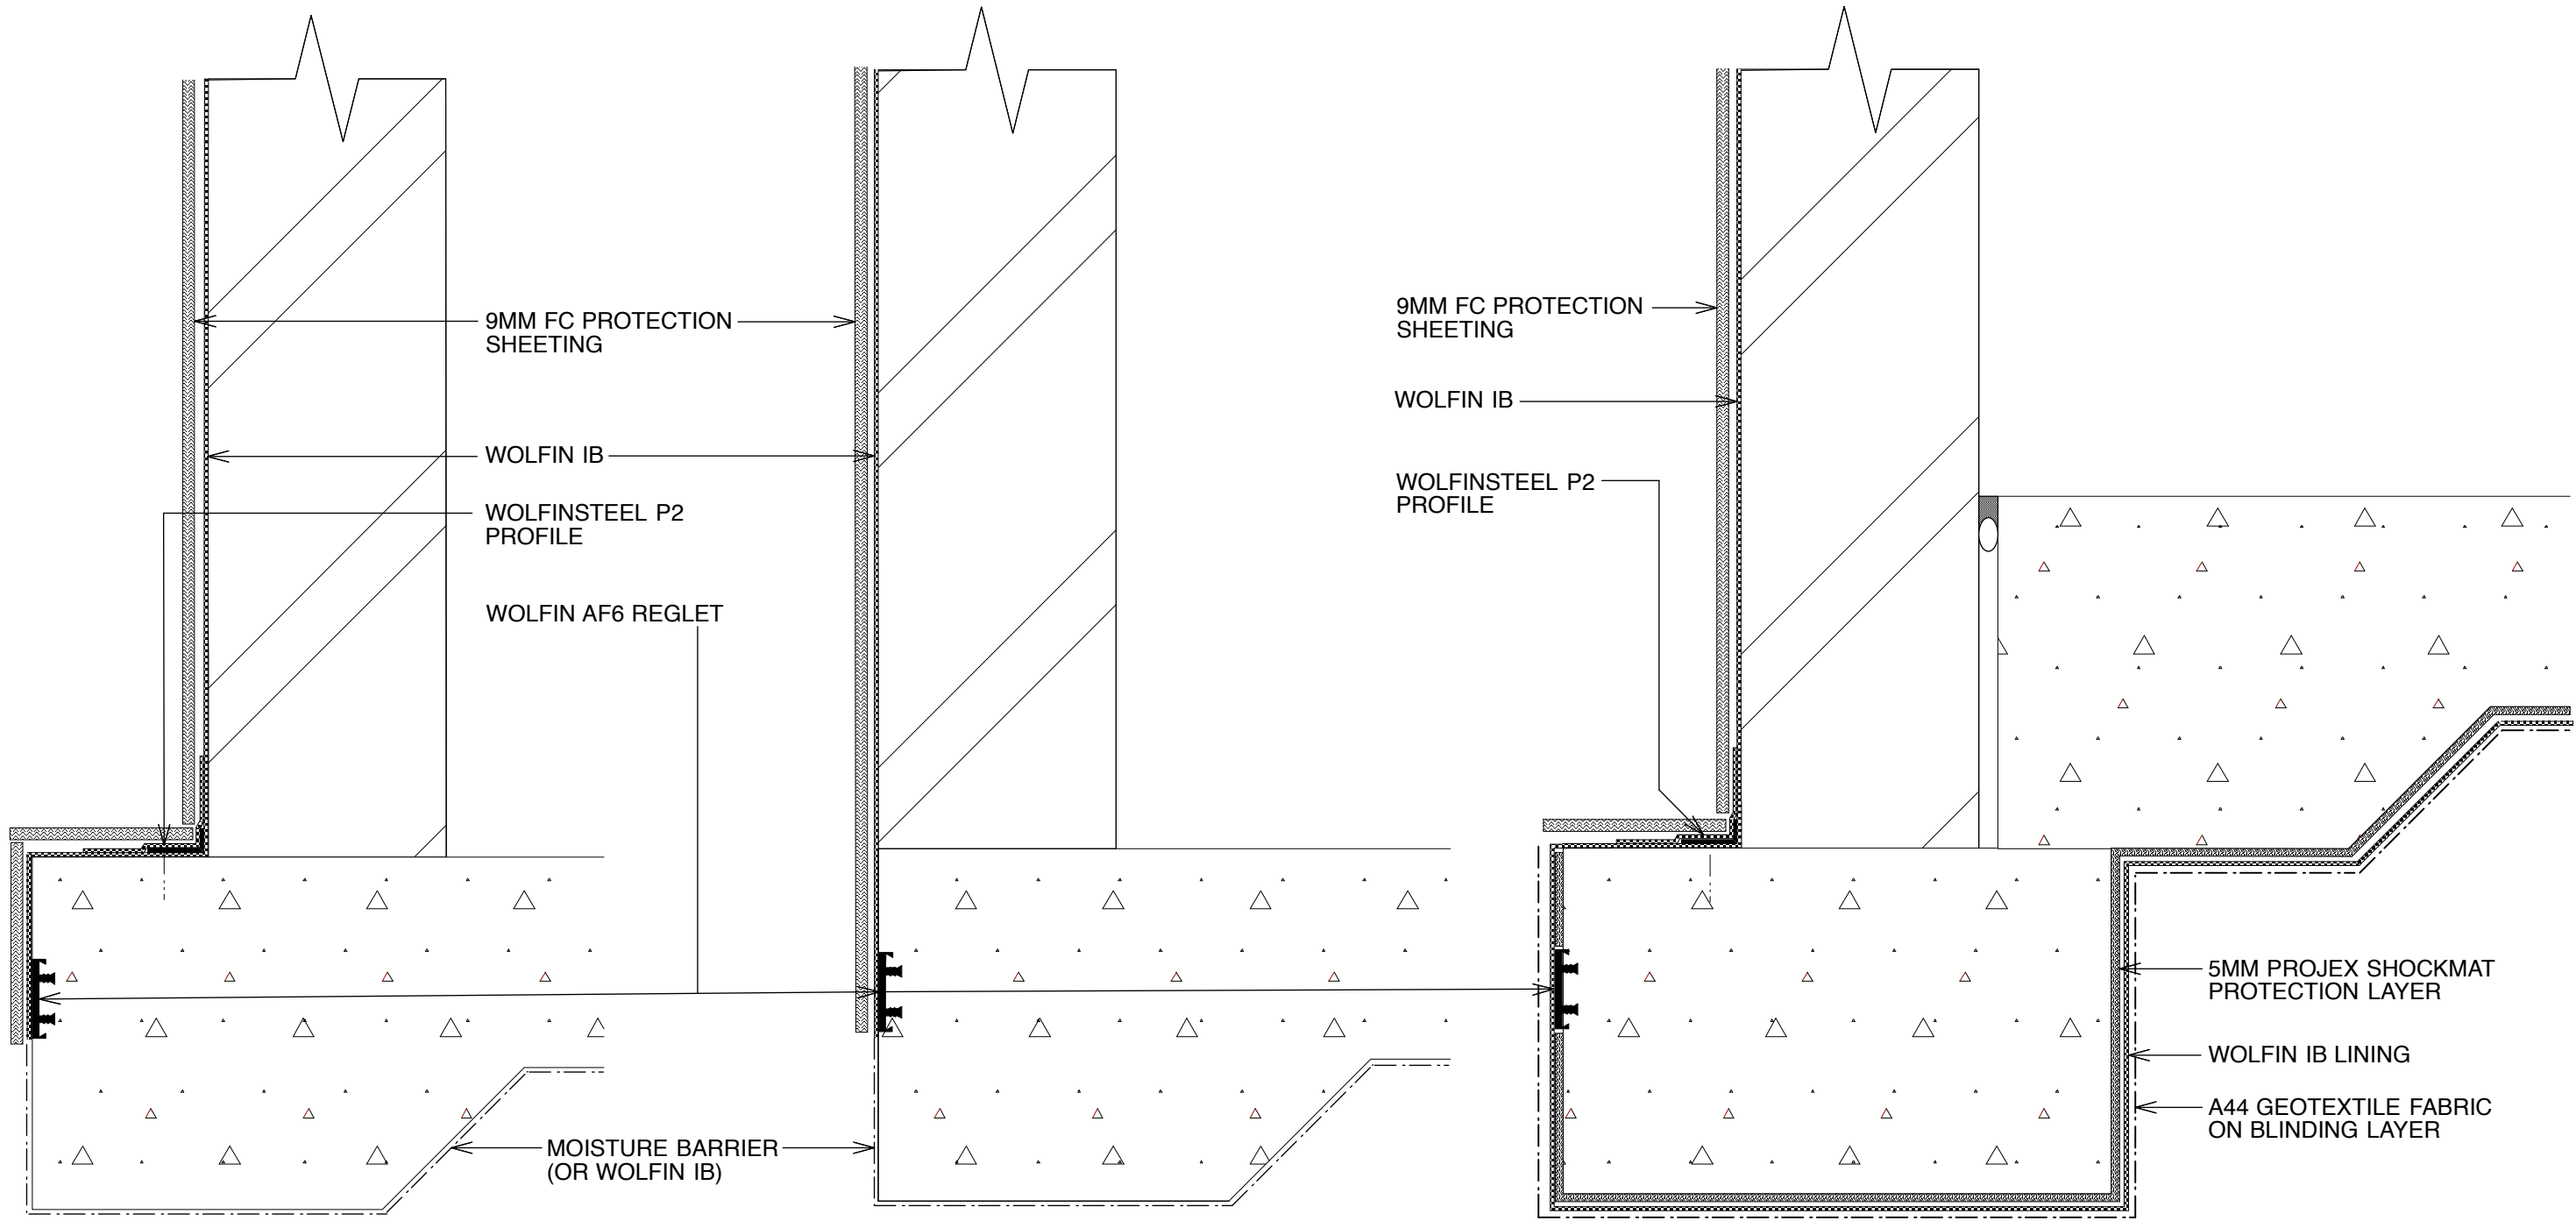 9MM FC PROTECTION
SHEETING
WOLFIN IB
WOLFINSTEEL P2
PROFILE
WOLFIN AF6 REGLET
MOISTURE BARRIER
(OR WOLFIN IB)
9MM FC PROTECTION
SHEETING
WOLFIN IB
WOLFINSTEEL P2
PROFILE
5MM PROJEX SHOCKMAT
PROTECTION LAYER
WOLFIN IB LINING
A44 GEOTEXTILE FABRIC
ON BLINDING LAYER